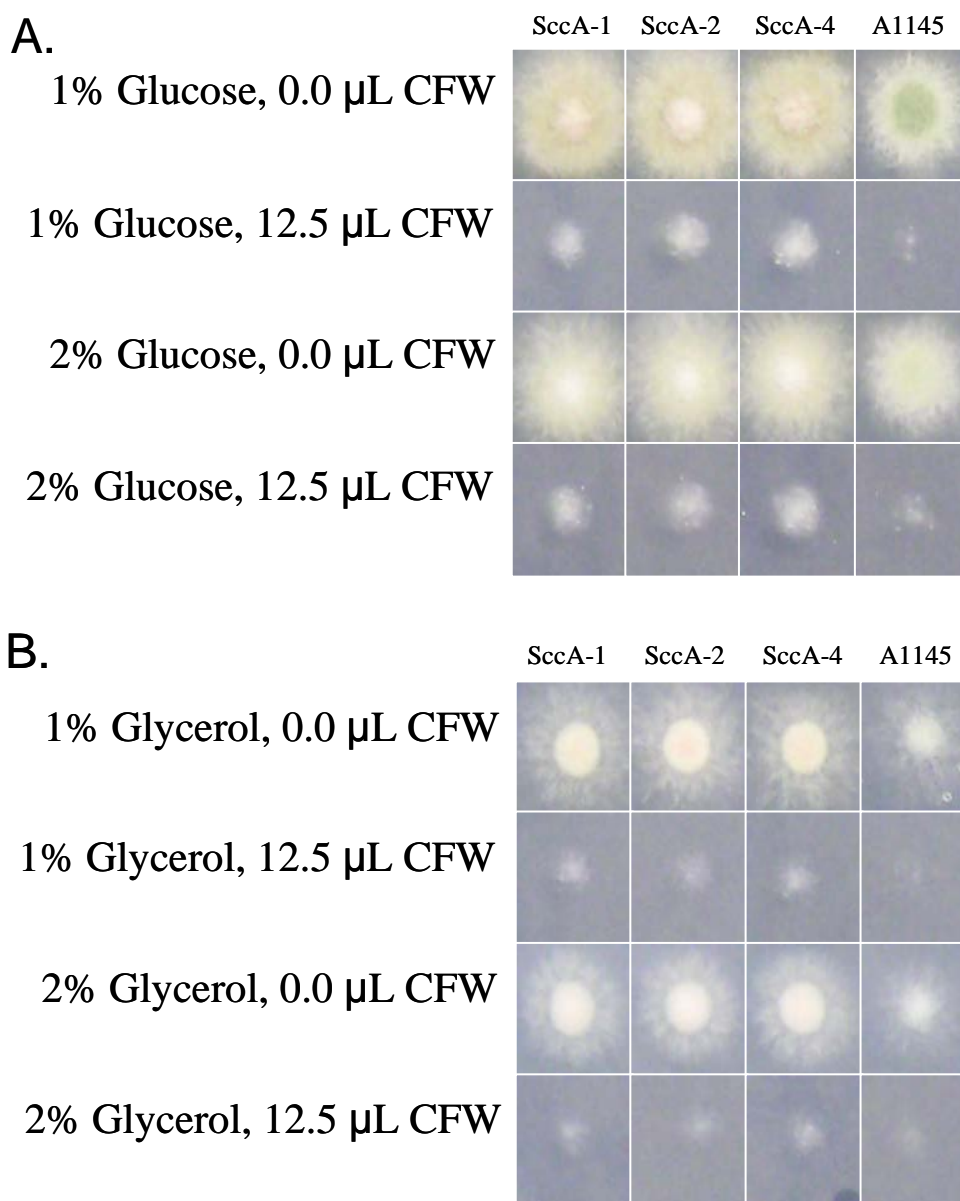 A.
SccA-1 SccA-2 SccA-4 A1145
1% Glucose, 0.0 µL CFW
1% Glucose, 12.5 µL CFW
2% Glucose, 0.0 µL CFW
2% Glucose, 12.5 µL CFW
B.
SccA-1 SccA-2 SccA-4 A1145
1% Glycerol, 0.0 µL CFW
1% Glycerol, 12.5 µL CFW
2% Glycerol, 0.0 µL CFW
2% Glycerol, 12.5 µL CFW